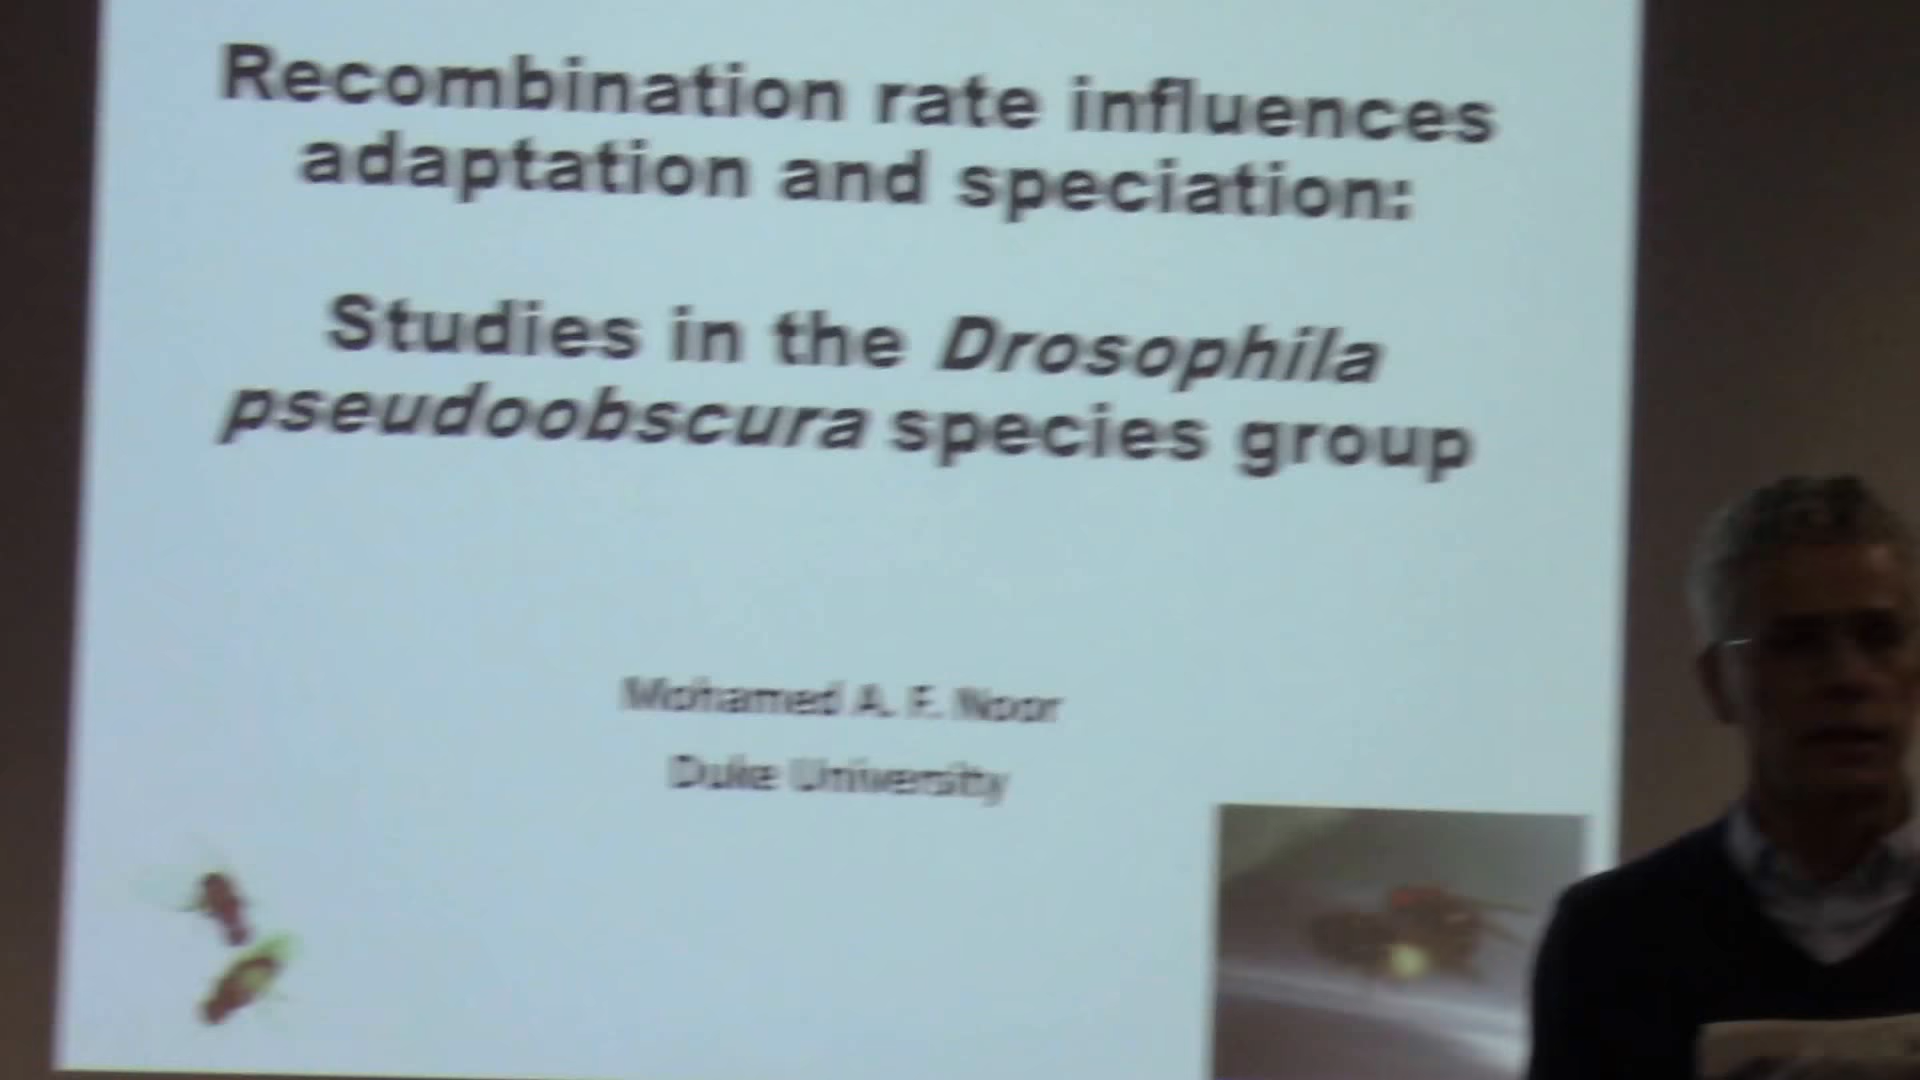 Recombination rate influences
adaptation and speciation:
Studies in the Drosophila
pseudoobscura species group
Mohamed A. F. Noor
Duke University